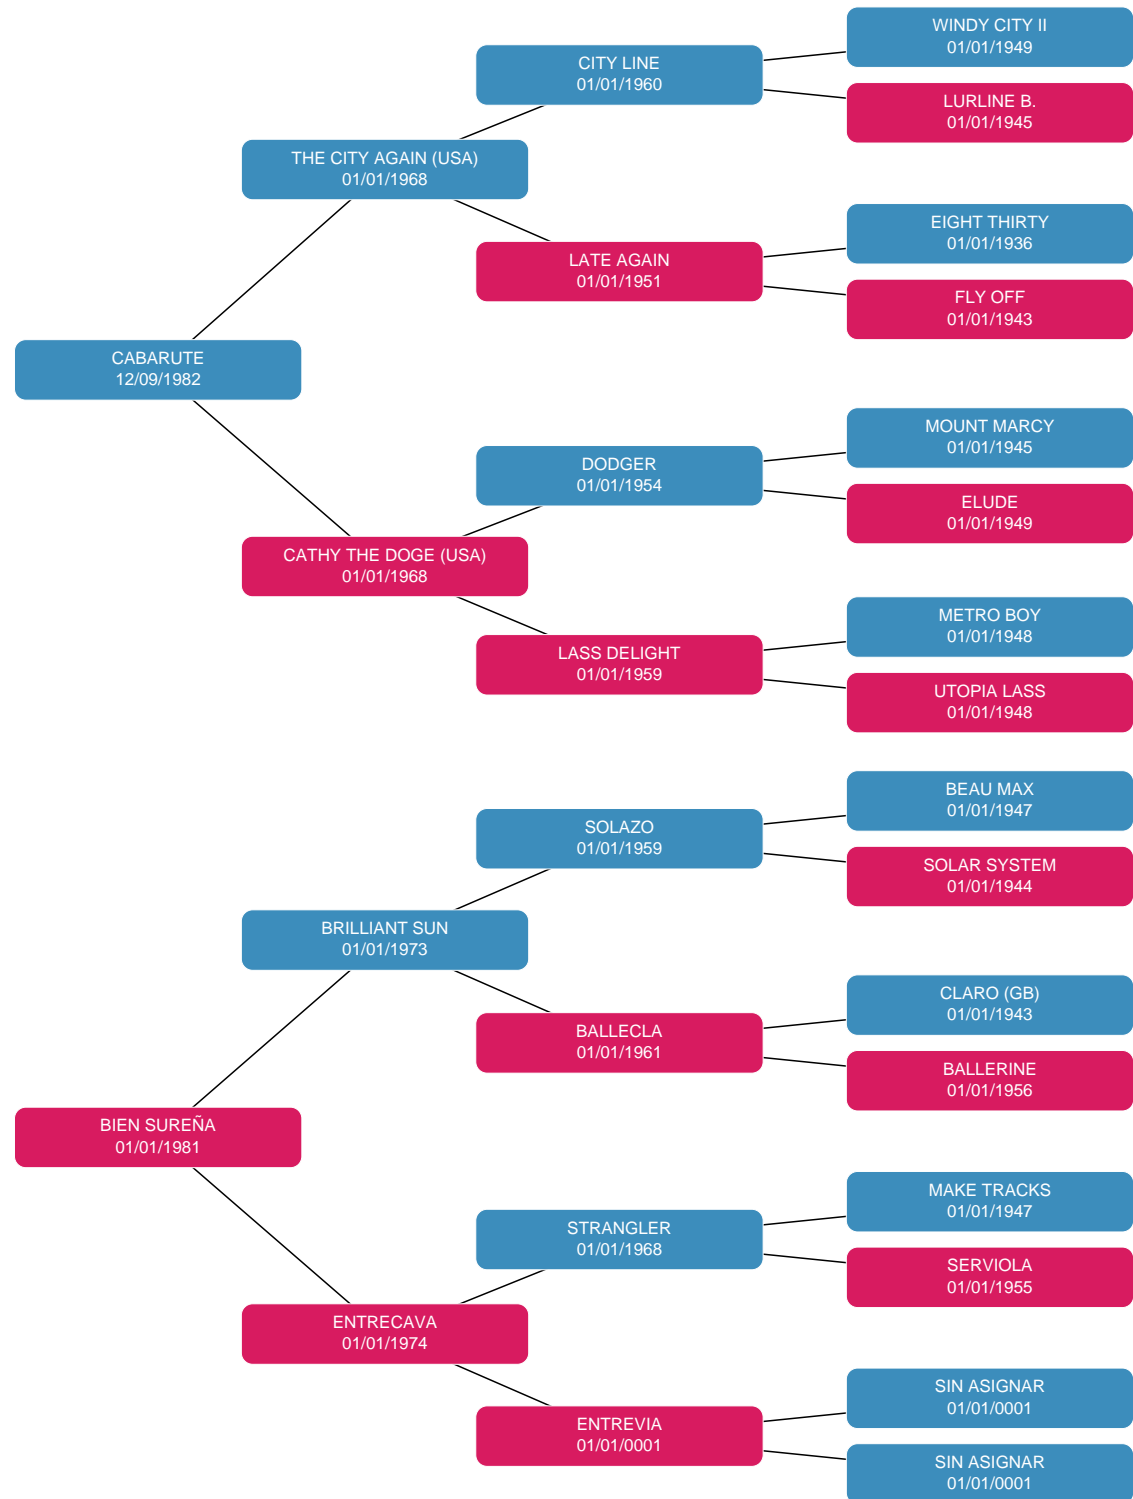 WINDY CITY II
01/01/1949
CITY LINE
01/01/1960
LURLINE B.
01/01/1945
THE CITY AGAIN (USA)
01/01/1968
EIGHT THIRTY
01/01/1936
LATE AGAIN
01/01/1951
FLY OFF
01/01/1943
CABARUTE
12/09/1982
MOUNT MARCY
01/01/1945
DODGER
01/01/1954
ELUDE
01/01/1949
CATHY THE DOGE (USA)
01/01/1968
METRO BOY
01/01/1948
LASS DELIGHT
01/01/1959
UTOPIA LASS
01/01/1948
BEAU MAX
01/01/1947
SOLAZO
01/01/1959
SOLAR SYSTEM
01/01/1944
BRILLIANT SUN
01/01/1973
CLARO (GB)
01/01/1943
BALLECLA
01/01/1961
BALLERINE
01/01/1956
BIEN SUREÑA
01/01/1981
MAKE TRACKS
01/01/1947
STRANGLER
01/01/1968
SERVIOLA
01/01/1955
ENTRECAVA
01/01/1974
SIN ASIGNAR
01/01/0001
ENTREVIA
01/01/0001
SIN ASIGNAR
01/01/0001